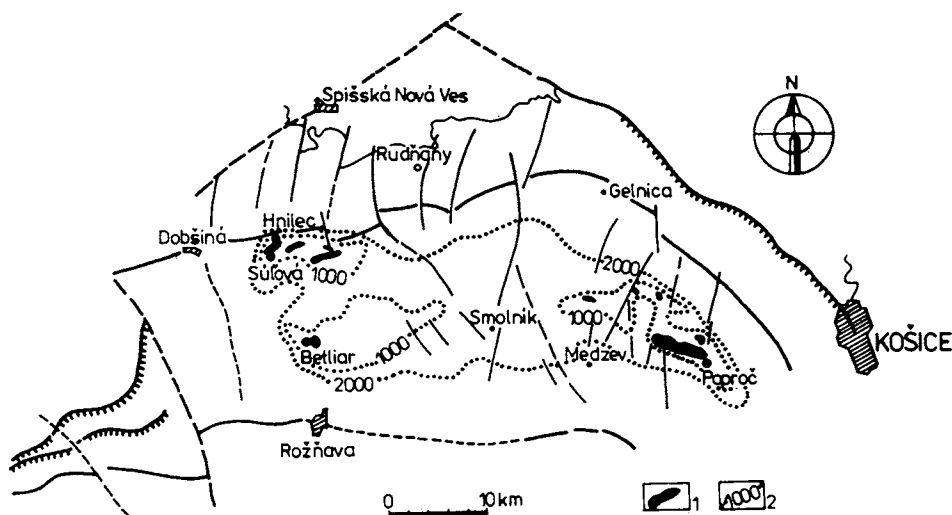 N
Spišská Nová Ves
Rudňany
Gelnica
Hnilec
Dobšiná
Súľová
1000
2000
1000
Smolník
KOŠICE
Betliar
1000
Medzev
Poproč
2000
Rožňava
0 10 km
1
1000 2